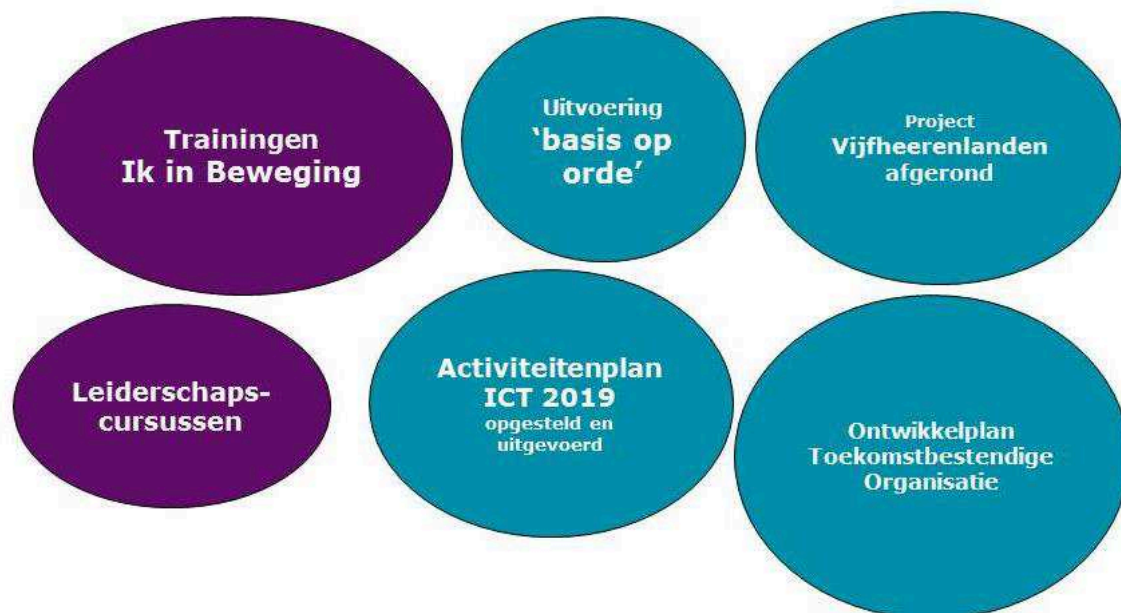 Trainingen
Ik in Beweging
Uitvoering
‘basis op
orde’
Project
Vijfheerenlanden
afgerond
Leiderschaps-
cursussen
Activiteitenplan
ICT 2019
opgesteld en
uitgevoerd
Ontwikkelplan
Toekomstbestendige
Organisatie